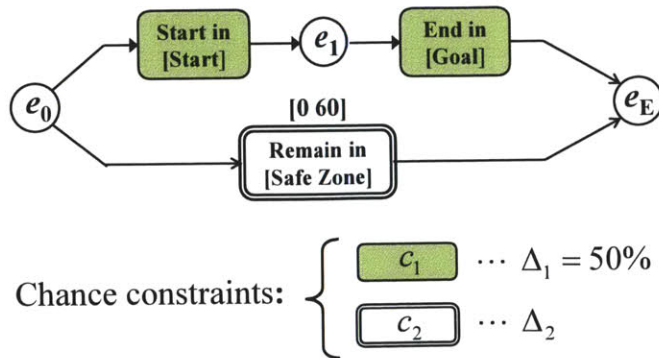 Start in
[Start]
e₁
End in
[Goal]
e₀
e_E
[0 60]
Remain in
[Safe Zone]
Chance constraints:
c₁ ⋯ Δ₁ = 50%
c₂ ⋯ Δ₂